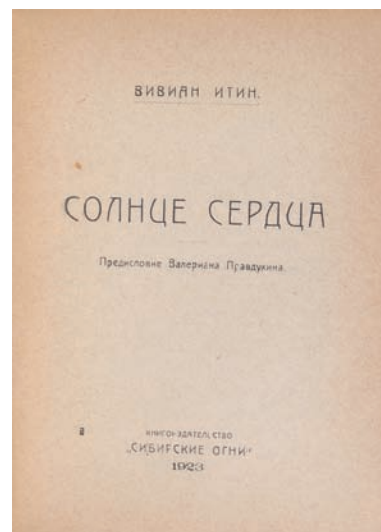 ВИВИАН ИТИН.
СОЛНЦЕ СЕРДЦА
Предисловие Валериана Правдухина.
КНИГОИЗДАТЕЛЬСТВО
„СИБИРСКИЕ ОГНИ“
1923